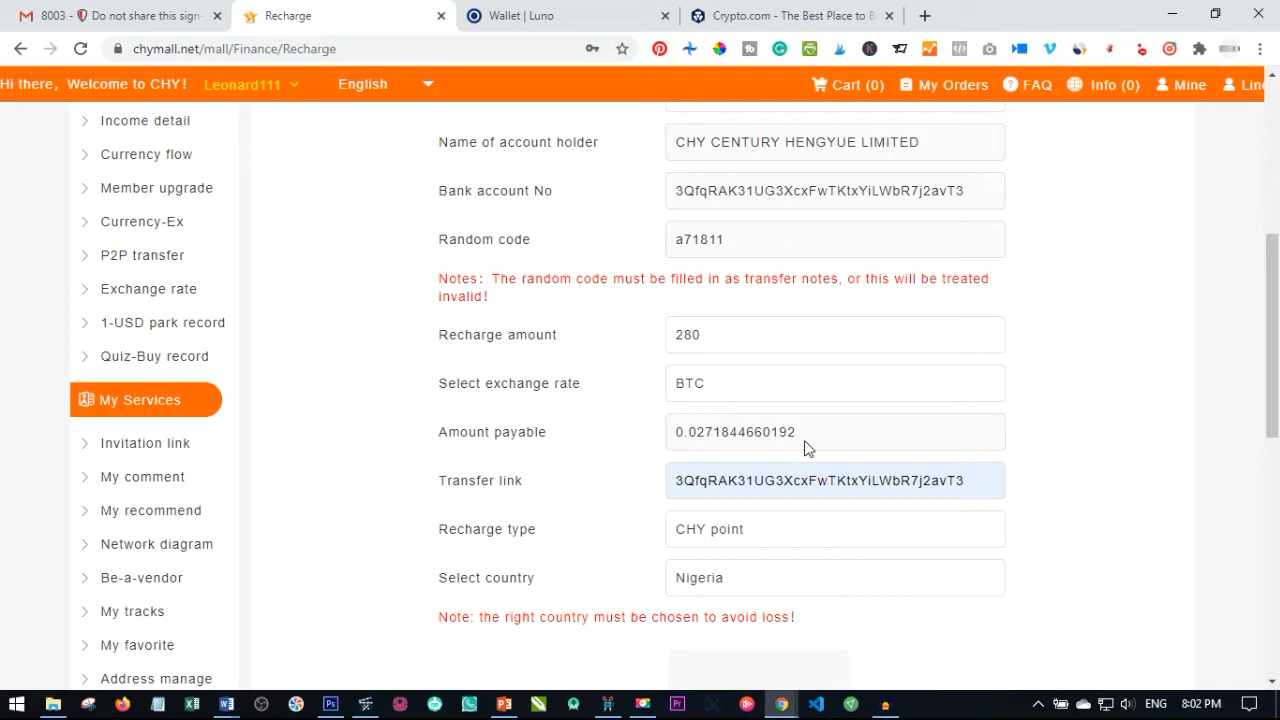 8003 - Do not share this sign-
Recharge
Wallet | Luno
Crypto.com - The Best Place to B
chymall.net/mall/Finance/Recharge
Hi there, Welcome to CHY!
Leonard111
English
Cart (0)
My Orders
FAQ
Info (0)
Mine
Lin
Income detail
Currency flow
Member upgrade
Currency-Ex
P2P transfer
Exchange rate
1-USD park record
Quiz-Buy record
My Services
Invitation link
My comment
My recommend
Network diagram
Be-a-vendor
My tracks
My favorite
Address manage
Name of account holder
CHY CENTURY HENGYUE LIMITED
Bank account No
3QfqRAK31UG3XcxFwTKtxYiLWbR7j2avT3
Random code
a71811
Notes: The random code must be filled in as transfer notes, or this will be treated
invalid!
Recharge amount
280
Select exchange rate
BTC
Amount payable
0.0271844660192
Transfer link
3QfqRAK31UG3XcxFwTKtxYiLWbR7j2avT3
Recharge type
CHY point
Select country
Nigeria
Note: the right country must be chosen to avoid loss!
ENG
8:02 PM